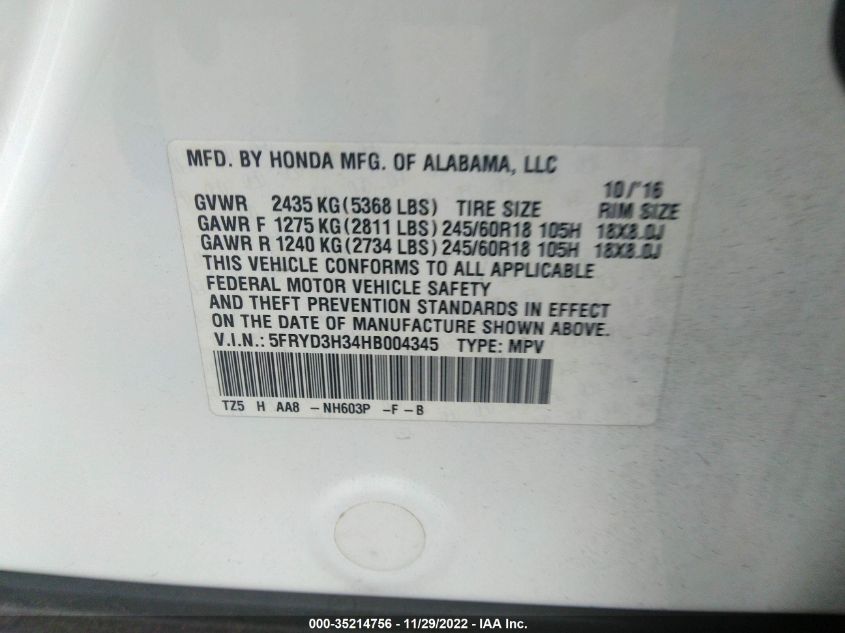 MFD. BY HONDA MFG. OF ALABAMA, LLC
10/'16
GVWR 2435 KG(5368 LBS) TIRE SIZE RIM SIZE
GAWR F 1275 KG(2811 LBS) 245/60R18 105H 18X8.0J
GAWR R 1240 KG(2734 LBS) 245/60R18 105H 18X8.0J
THIS VEHICLE CONFORMS TO ALL APPLICABLE
FEDERAL MOTOR VEHICLE SAFETY
AND THEFT PREVENTION STANDARDS IN EFFECT
ON THE DATE OF MANUFACTURE SHOWN ABOVE.
V.I.N.: 5FRYD3H34HB004345 TYPE: MPV
TZ5 H AA8 -NH603P -F-B
000-35214756 - 11/29/2022 - IAA Inc.